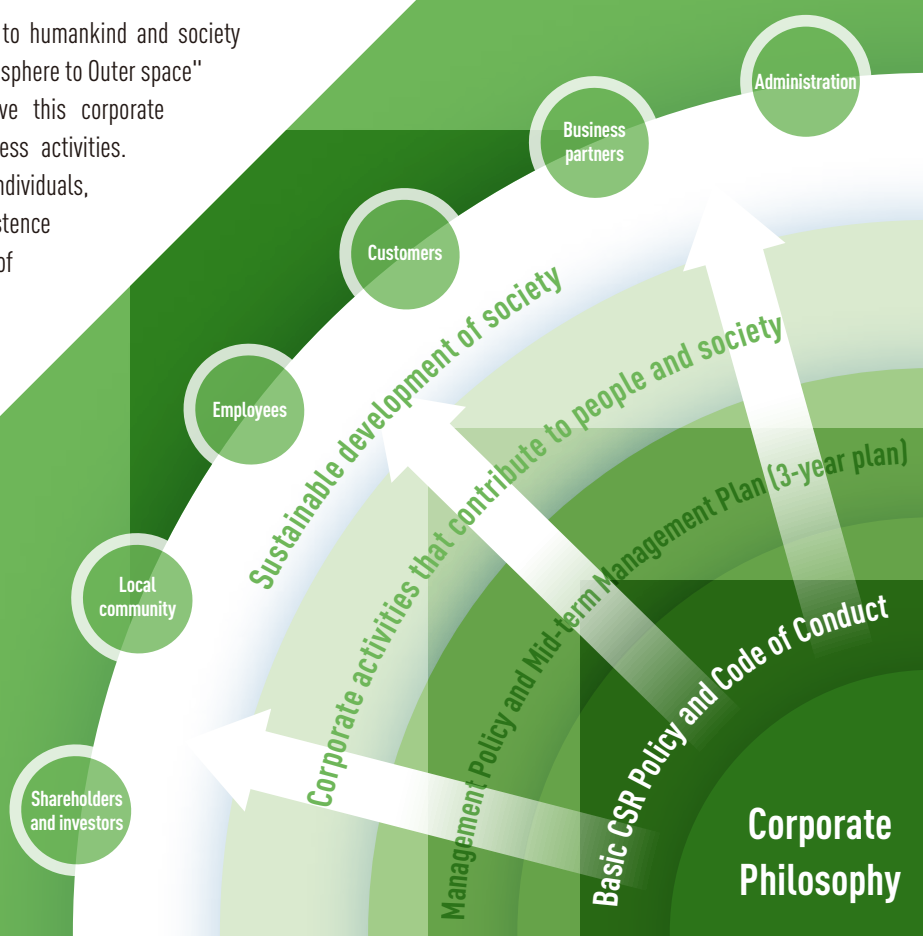 to humankind and society
sphere to Outer space"
ve this corporate
ess activities.
ndividuals,
stence
of
Administration
Business
partners
Customers
Employees
Local
community
Shareholders
and investors
Sustainable development of society
Corporate activities that contribute to people and society
Management Policy and Mid-term Management Plan (3-year plan)
Basic CSR Policy and Code of Conduct
Corporate
Philosophy